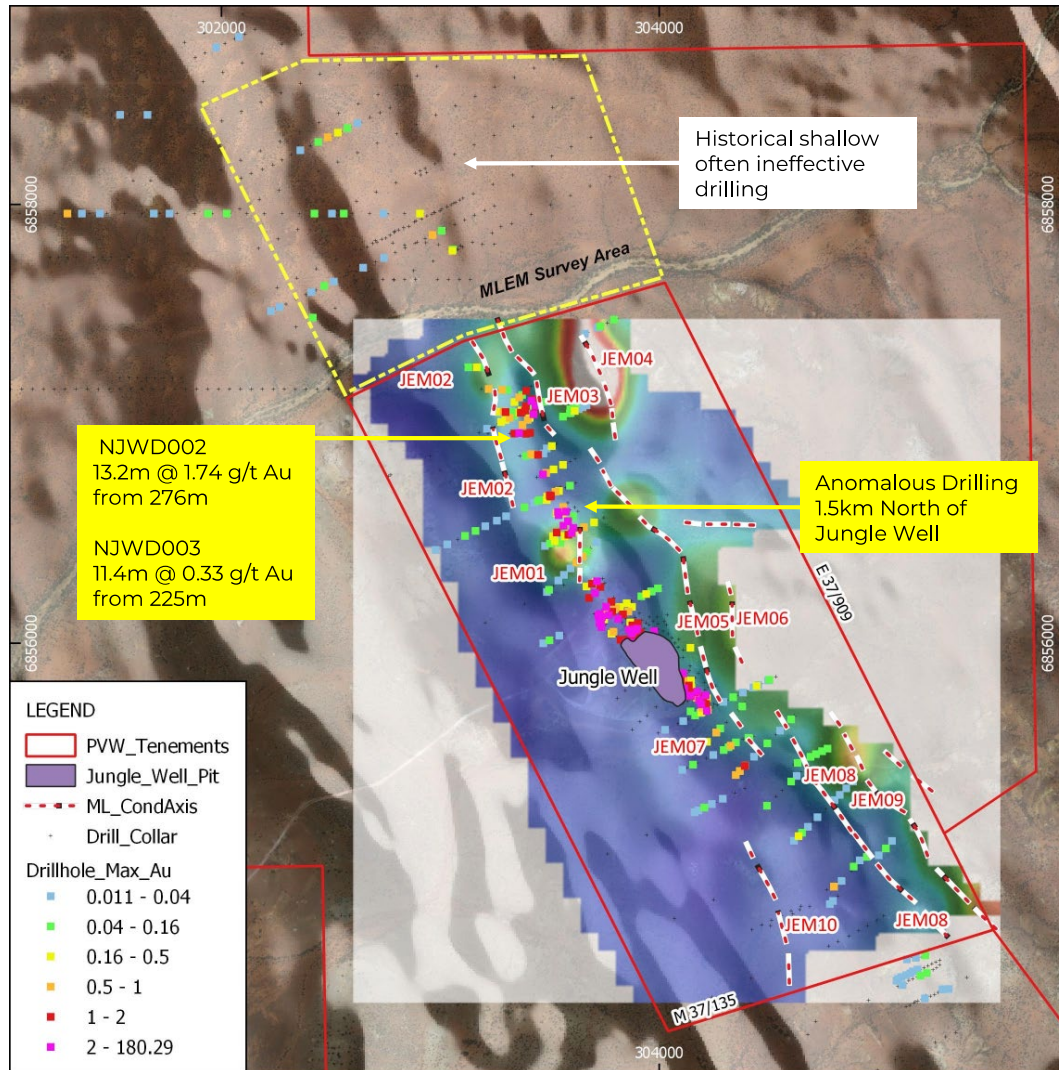 302000
304000
Historical shallow
often ineffective
drilling
6858000
6858000
MLEM Survey Area
JEM04
JEM02
JEM03
NJWD002
13.2m @ 1.74 g/t Au
from 276m
NJWD003
11.4m @ 0.33 g/t Au
from 225m
JEM02
Anomalous Drilling
1.5km North of
Jungle Well
JEM01
E 37/909
JEM05
JEM06
6856000
6856000
Jungle Well
JEM07
JEM08
JEM09
JEM10
JEM08
M 37/135
304000
LEGEND
PVW_Tenements
Jungle_Well_Pit
ML_CondAxis
Drill_Collar
Drillhole_Max_Au
0.011 - 0.04
0.04 - 0.16
0.16 - 0.5
0.5 - 1
1 - 2
2 - 180.29